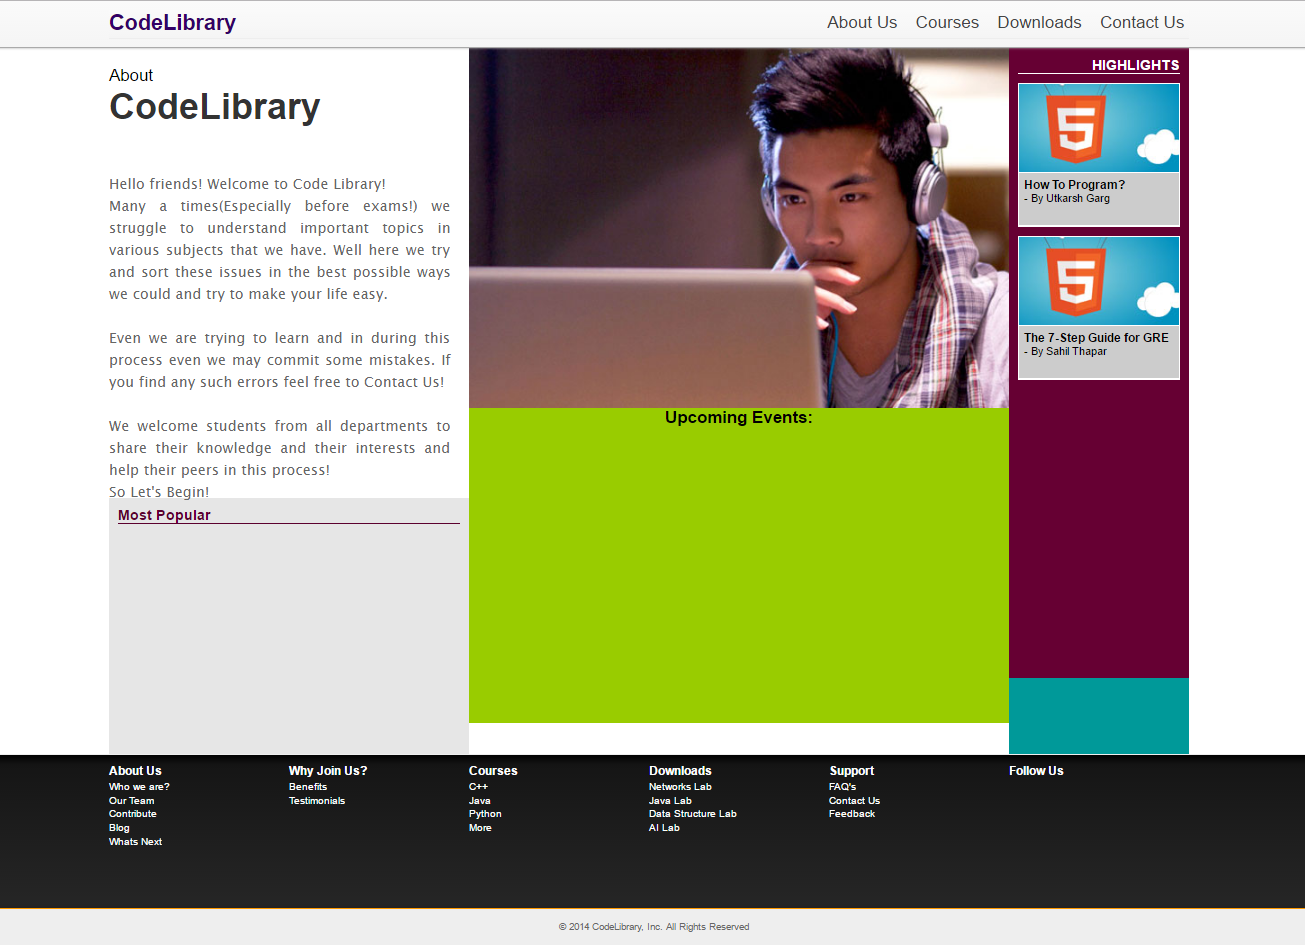 CodeLibrary
About Us Courses Downloads Contact Us
About
CodeLibrary
Hello friends! Welcome to Code Library!
Many a times(Especially before exams!) we
struggle to understand important topics in
various subjects that we have. Well here we try
and sort these issues in the best possible ways
we could and try to make your life easy.
Even we are trying to learn and in during this
process even we may commit some mistakes. If
you find any such errors feel free to Contact Us!
We welcome students from all departments to
share their knowledge and their interests and
help their peers in this process!
So Let's Begin!
Most Popular
Upcoming Events:
HIGHLIGHTS
5
How To Program?
- By Utkarsh Garg
5
The 7-Step Guide for GRE
- By Sahil Thapar
About Us
Who we are?
Our Team
Contribute
Blog
Whats Next
Why Join Us?
Benefits
Testimonials
Courses
C++
Java
Python
More
Downloads
Networks Lab
Java Lab
Data Structure Lab
AI Lab
Support
FAQ's
Contact Us
Feedback
Follow Us
© 2014 CodeLibrary, Inc. All Rights Reserved